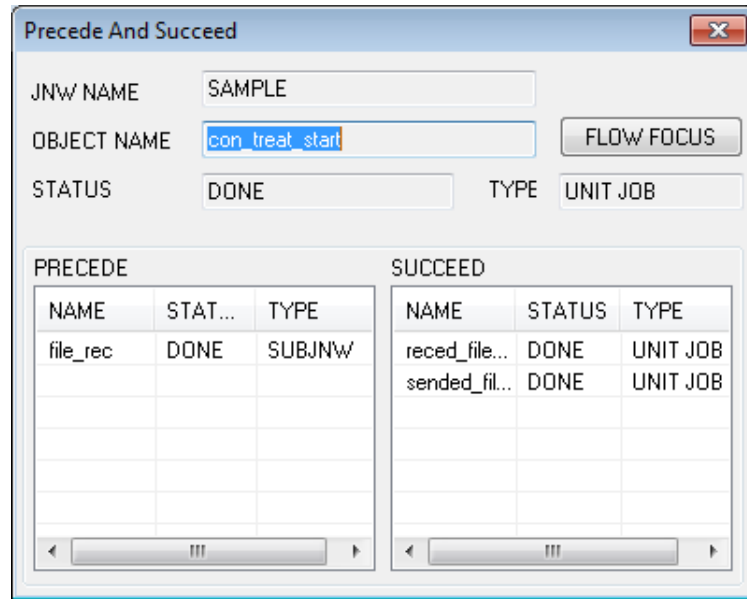 Precede And Succeed
JNW NAME SAMPLE
OBJECT NAME con_treat_start FLOW FOCUS
STATUS DONE TYPE UNIT JOB
PRECEDE
NAME STAT... TYPE
file_rec DONE SUBJNW
SUCCEED
NAME STATUS TYPE
reced_file... DONE UNIT JOB
sended_fil... DONE UNIT JOB